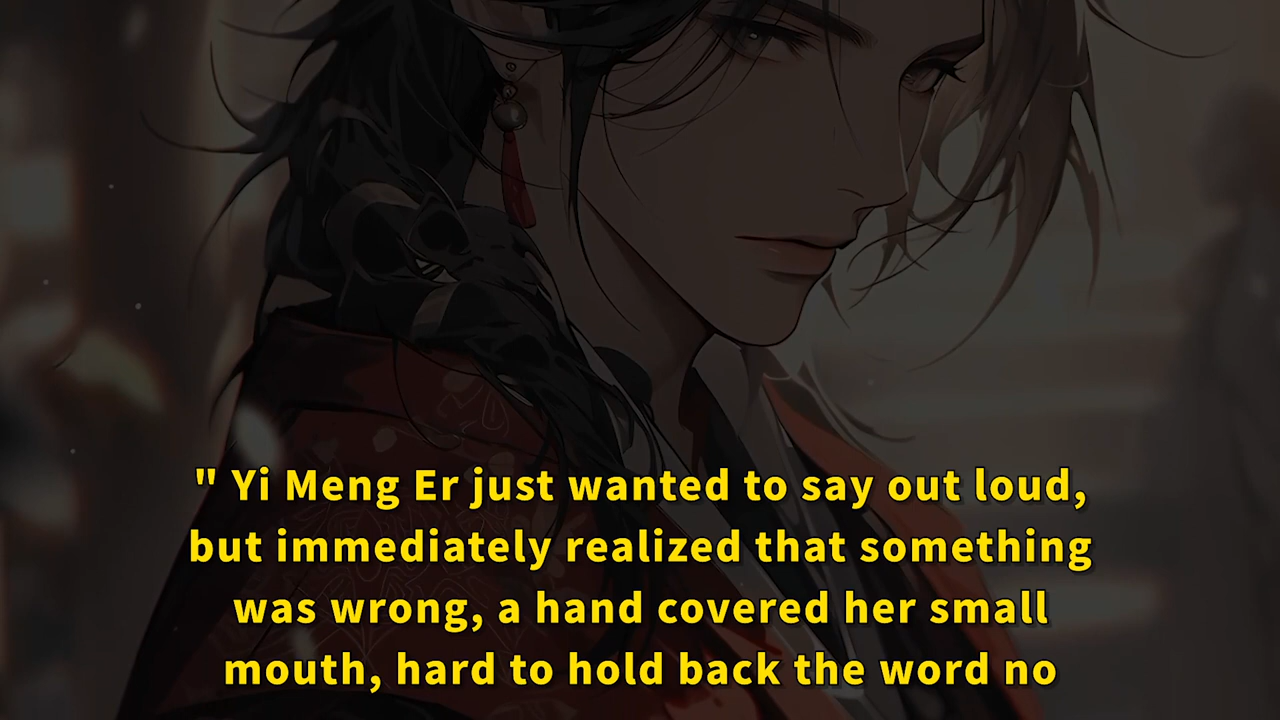 " Yi Meng Er just wanted to say out loud,
but immediately realized that something
was wrong, a hand covered her small
mouth, hard to hold back the word no